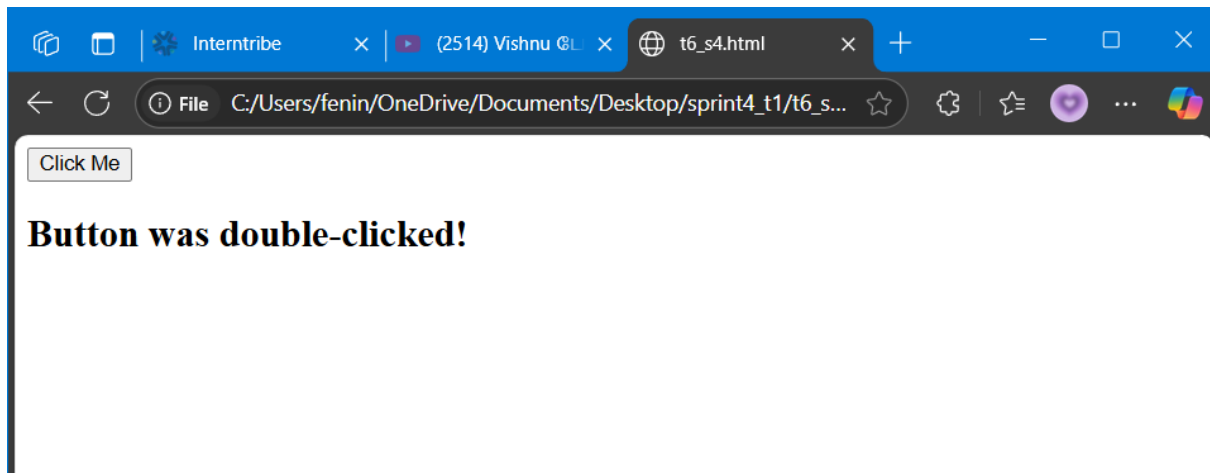 Interntribe
(2514) Vishnu
t6_s4.html
File C:/Users/fenin/OneDrive/Documents/Desktop/sprint4_t1/t6_s...
Click Me
Button was double-clicked!